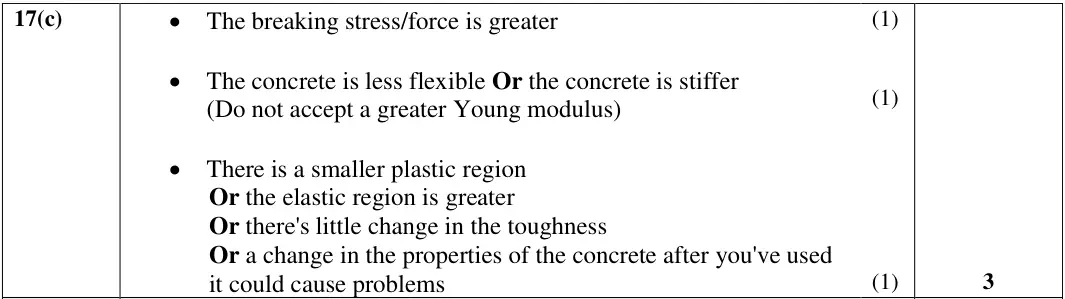 17(c)
• The breaking stress/force is greater (1)
• The concrete is less flexible Or the concrete is stiffer
(Do not accept a greater Young modulus) (1)
• There is a smaller plastic region
Or the elastic region is greater
Or there's little change in the toughness
Or a change in the properties of the concrete after you've used
it could cause problems (1) 3